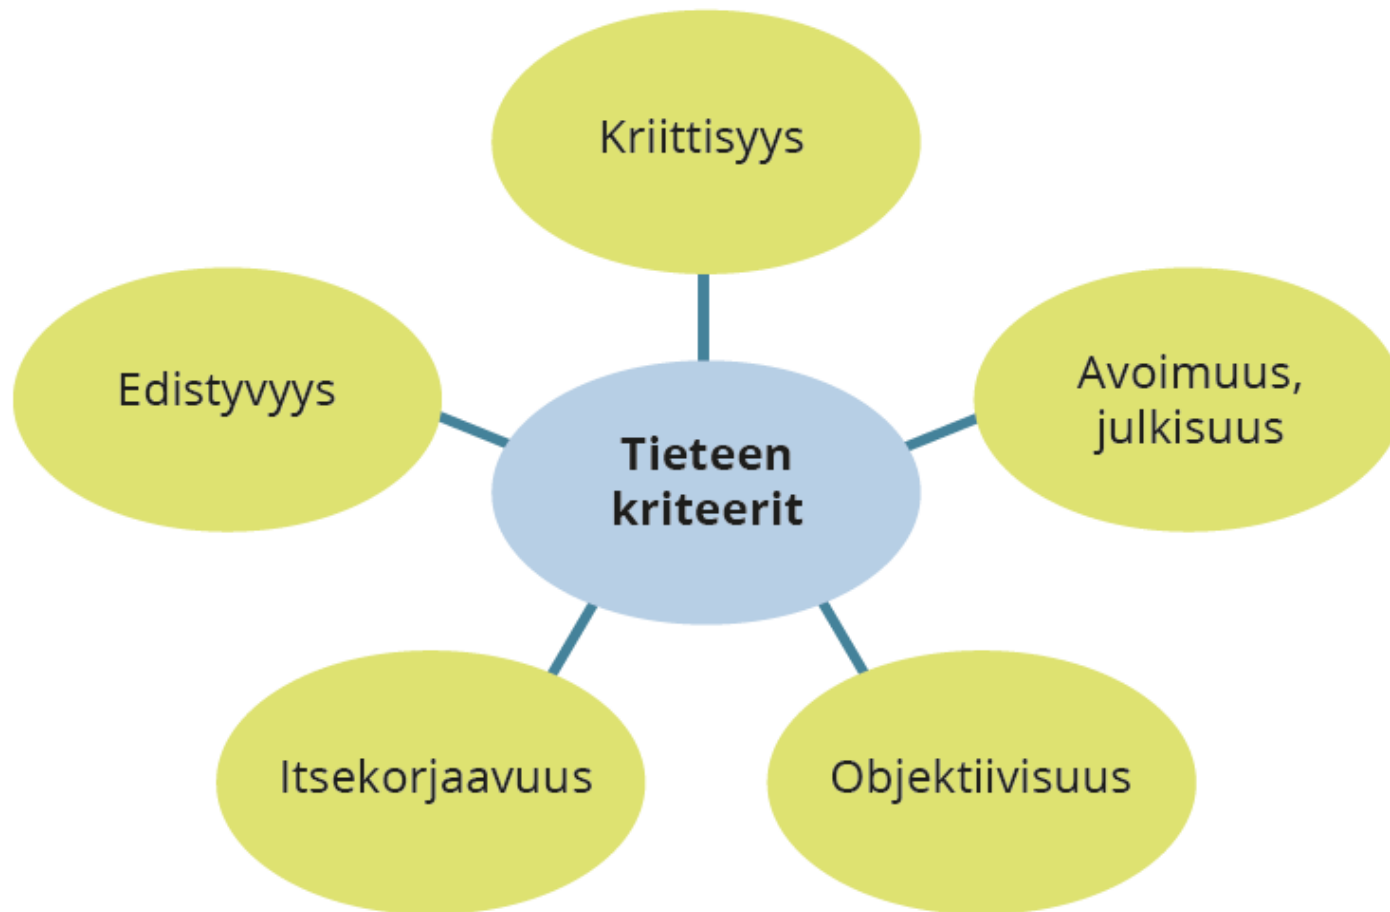 Kriittisyys
Edistyvyys
Avoimuus,
julkisuus
Tieteen
kriteerit
Itsekorjaavuus
Objektiivisuus